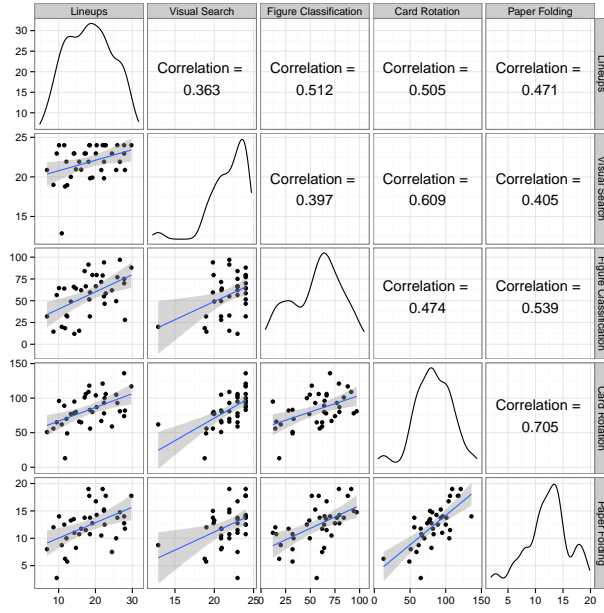 Lineups Visual Search Figure Classification Card Rotation Paper Folding
30
25
20
15
10
Correlation =
0.363
Correlation =
0.512
Correlation =
0.505
Correlation =
0.471
Lineups
25
20
15
Correlation =
0.397
Correlation =
0.609
Correlation =
0.405
Visual Search
100
75
50
25
0
Correlation =
0.474
Correlation =
0.539
Figure Classification
150
100
50
0
Correlation =
0.705
Card Rotation
20
15
10
5
Paper Folding
10 20 30 15 20 25 0 25 50 75 100 0 50 100 150 5 10 15 20